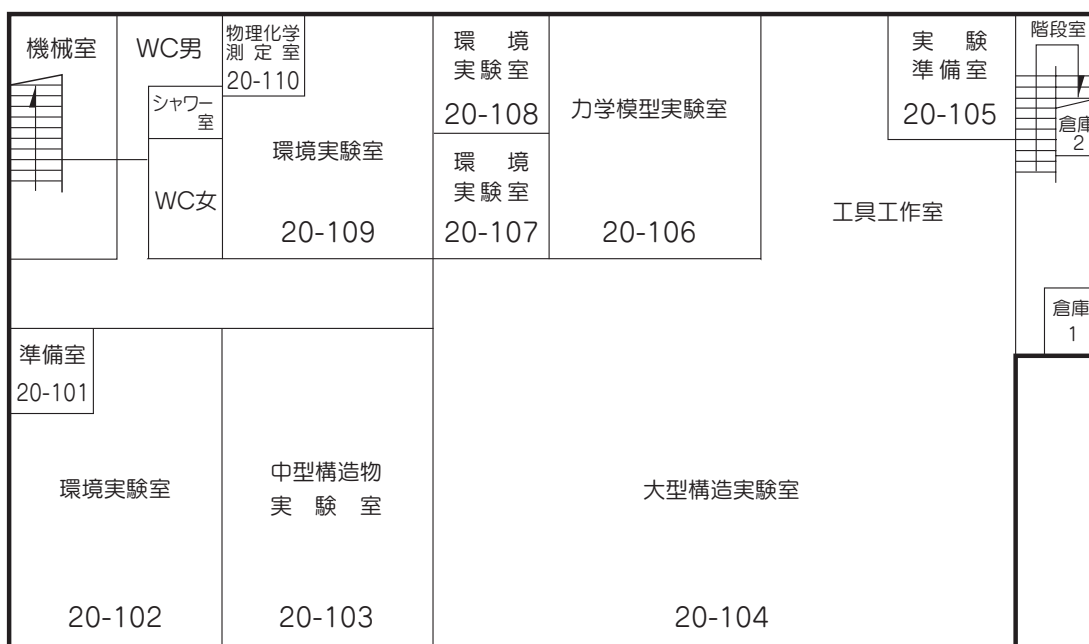 機械室
WC男
シャワー
室
WC女
物理化学
測定室
20-110
環境実験室
20-109
環境
実験室
20-108
環境
実験室
20-107
力学模型実験室
20-106
実験
準備室
20-105
工具工作室
階段室
倉庫
2
倉庫
1
準備室
20-101
環境実験室
20-102
中型構造物
実験室
20-103
大型構造実験室
20-104